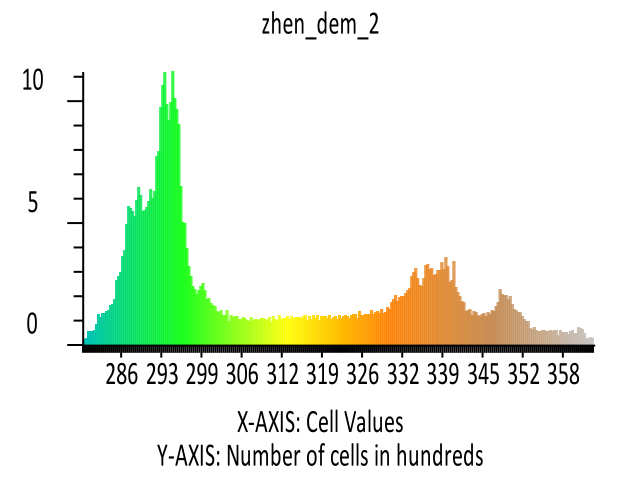 zhen_dem_2
10
5
0
286 293 299 306 312 319 326 332 339 345 352 358
X-AXIS: Cell Values
Y-AXIS: Number of cells in hundreds